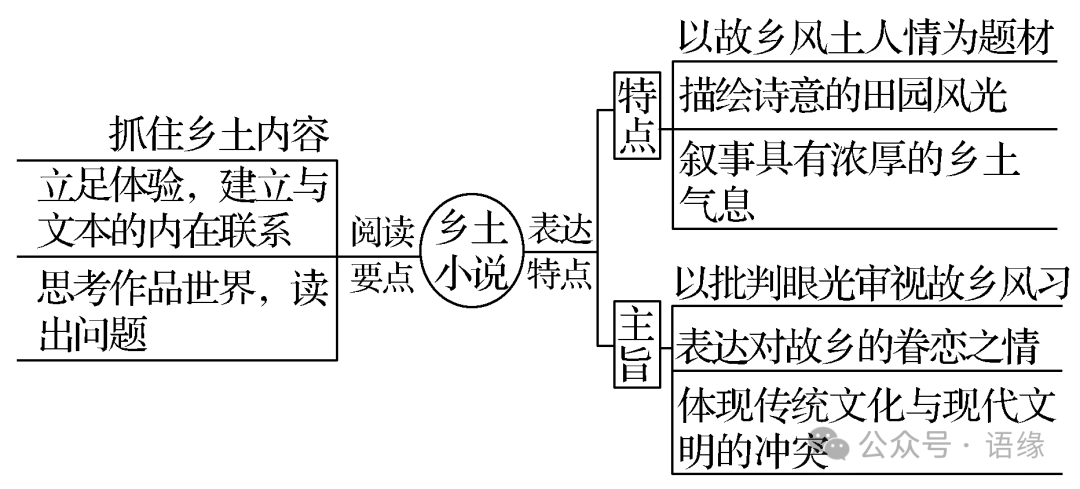 抓住乡土内容
立足体验，建立与
文本的内在联系
思考作品世界，读
出问题
阅读
要点
乡土
小说
表达
特点
特
点
以故乡风土人情为题材
描绘诗意的田园风光
叙事具有浓厚的乡土
气息
主
旨
以批判眼光审视故乡风习
表达对故乡的眷恋之情
体现传统文化与现代文
明的冲突
公众号·语缘